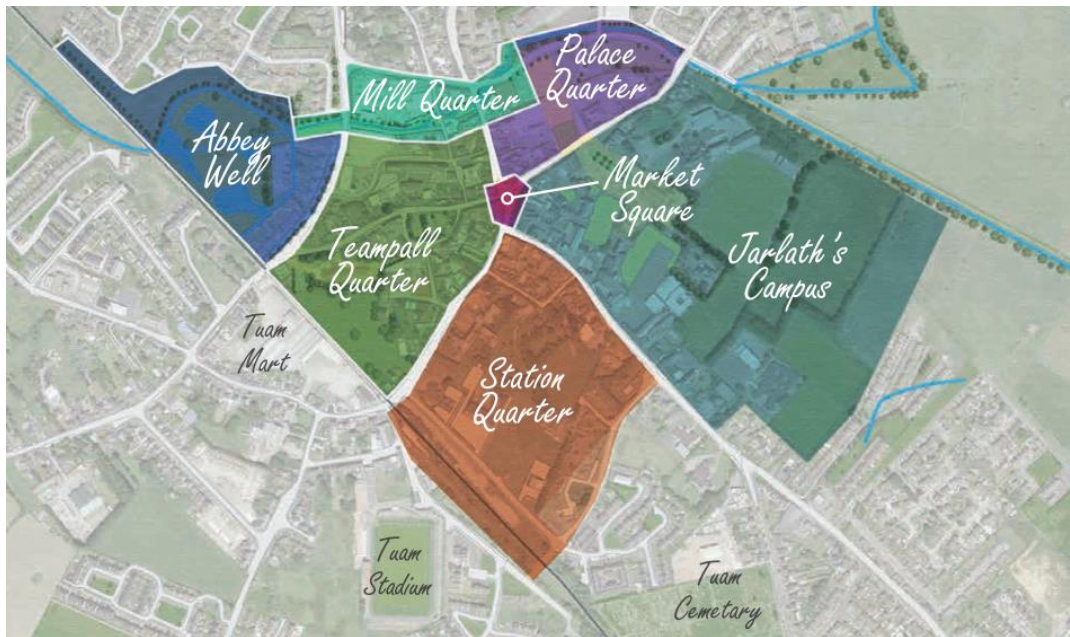 Palace
Quarter
Mill Quarter
Abbey
Well
Market
Square
Teampall
Quarter
Jarlath's
Campus
Tuam
Mart
Station
Quarter
Tuam
Stadium
Tuam
Cemetary